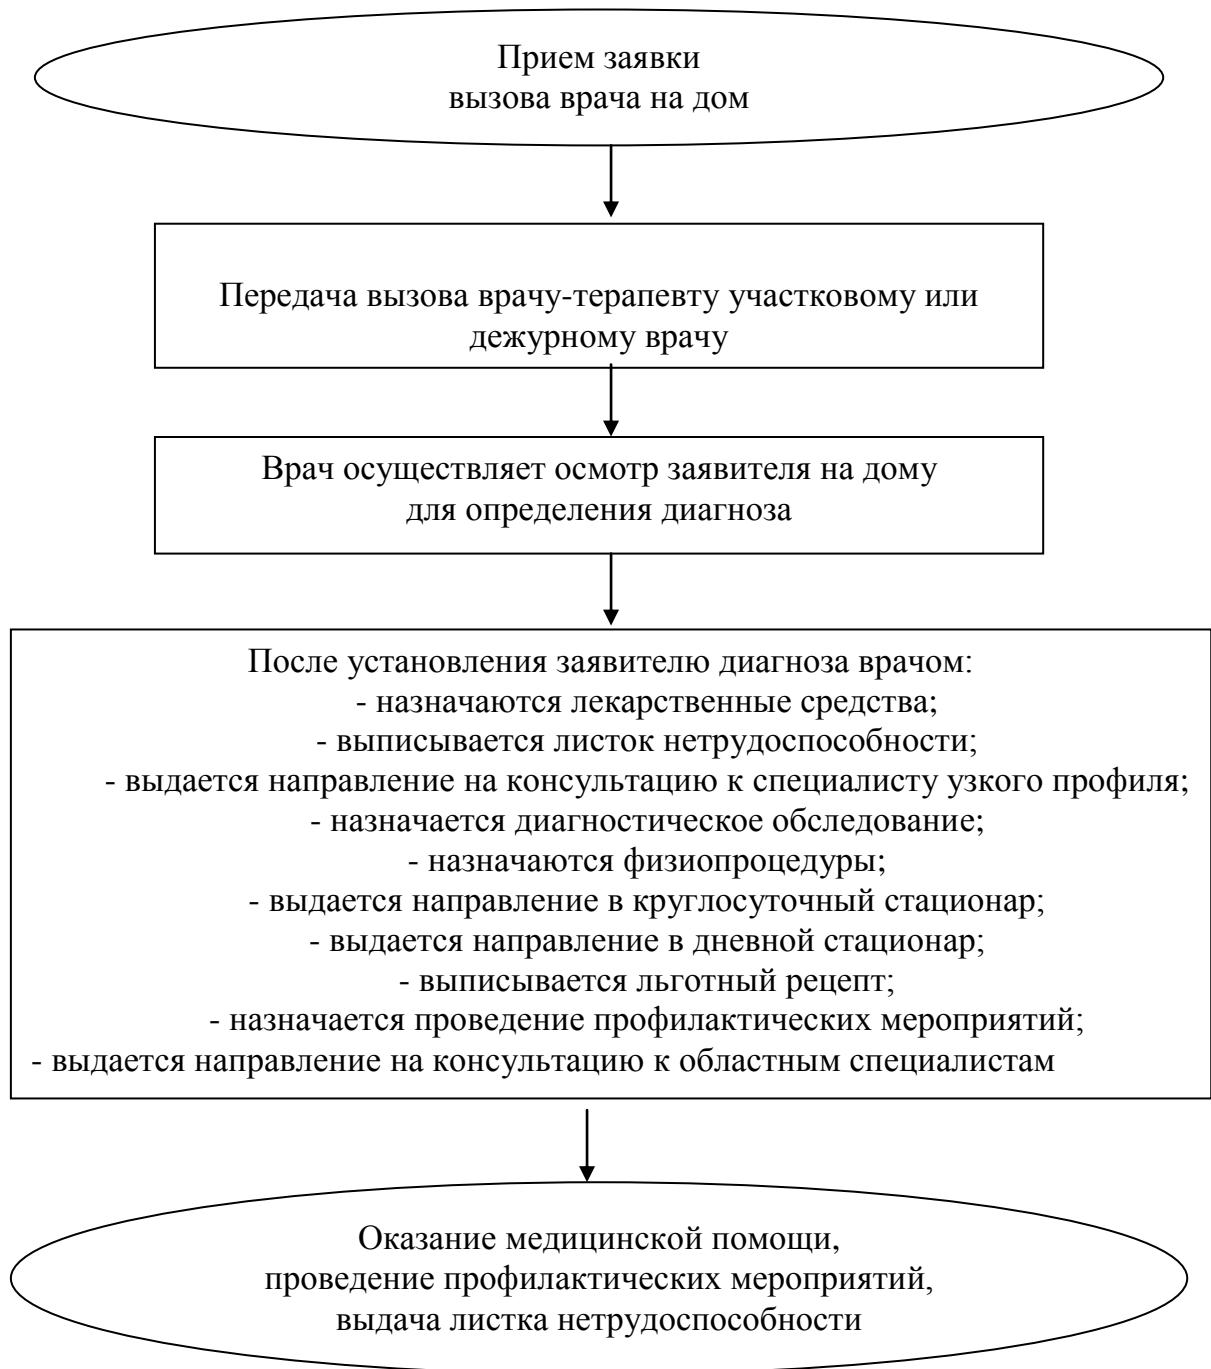 Прием заявки
вызова врача на дом
Передача вызова врачу-терапевту участковому или
дежурному врачу
Врач осуществляет осмотр заявителя на дому
для определения диагноза
После установления заявителю диагноза врачом:
- назначаются лекарственные средства;
- выписывается листок нетрудоспособности;
- выдается направление на консультацию к специалисту узкого профиля;
- назначается диагностическое обследование;
- назначаются физиопроцедуры;
- выдается направление в круглосуточный стационар;
- выдается направление в дневной стационар;
- выписывается льготный рецепт;
- назначается проведение профилактических мероприятий;
- выдается направление на консультацию к областным специалистам
Оказание медицинской помощи,
проведение профилактических мероприятий,
выдача листка нетрудоспособности